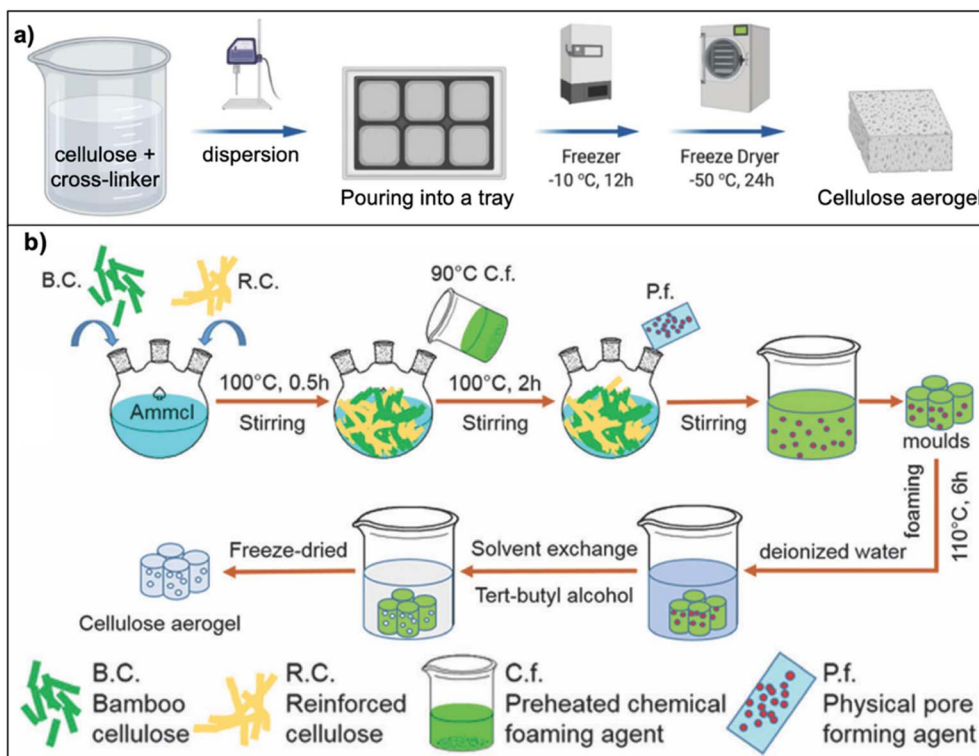 a)
cellulose +
cross-linker
dispersion
Pouring into a tray
Freezer
-10 °C, 12h
Freeze Dryer
-50 °C, 24h
Cellulose aerogel
b)
B.C.
R.C.
Ammcl
100°C, 0.5h
Stirring
90°C C.f.
100°C, 2h
Stirring
P.f.
Stirring
moulds
foaming
110°C, 6h
deionized water
Solvent exchange
Tert-butyl alcohol
Freeze-dried
Cellulose aerogel
B.C.
Bamboo
cellulose
R.C.
Reinforced
cellulose
C.f.
Preheated chemical
foaming agent
P.f.
Physical pore
forming agent